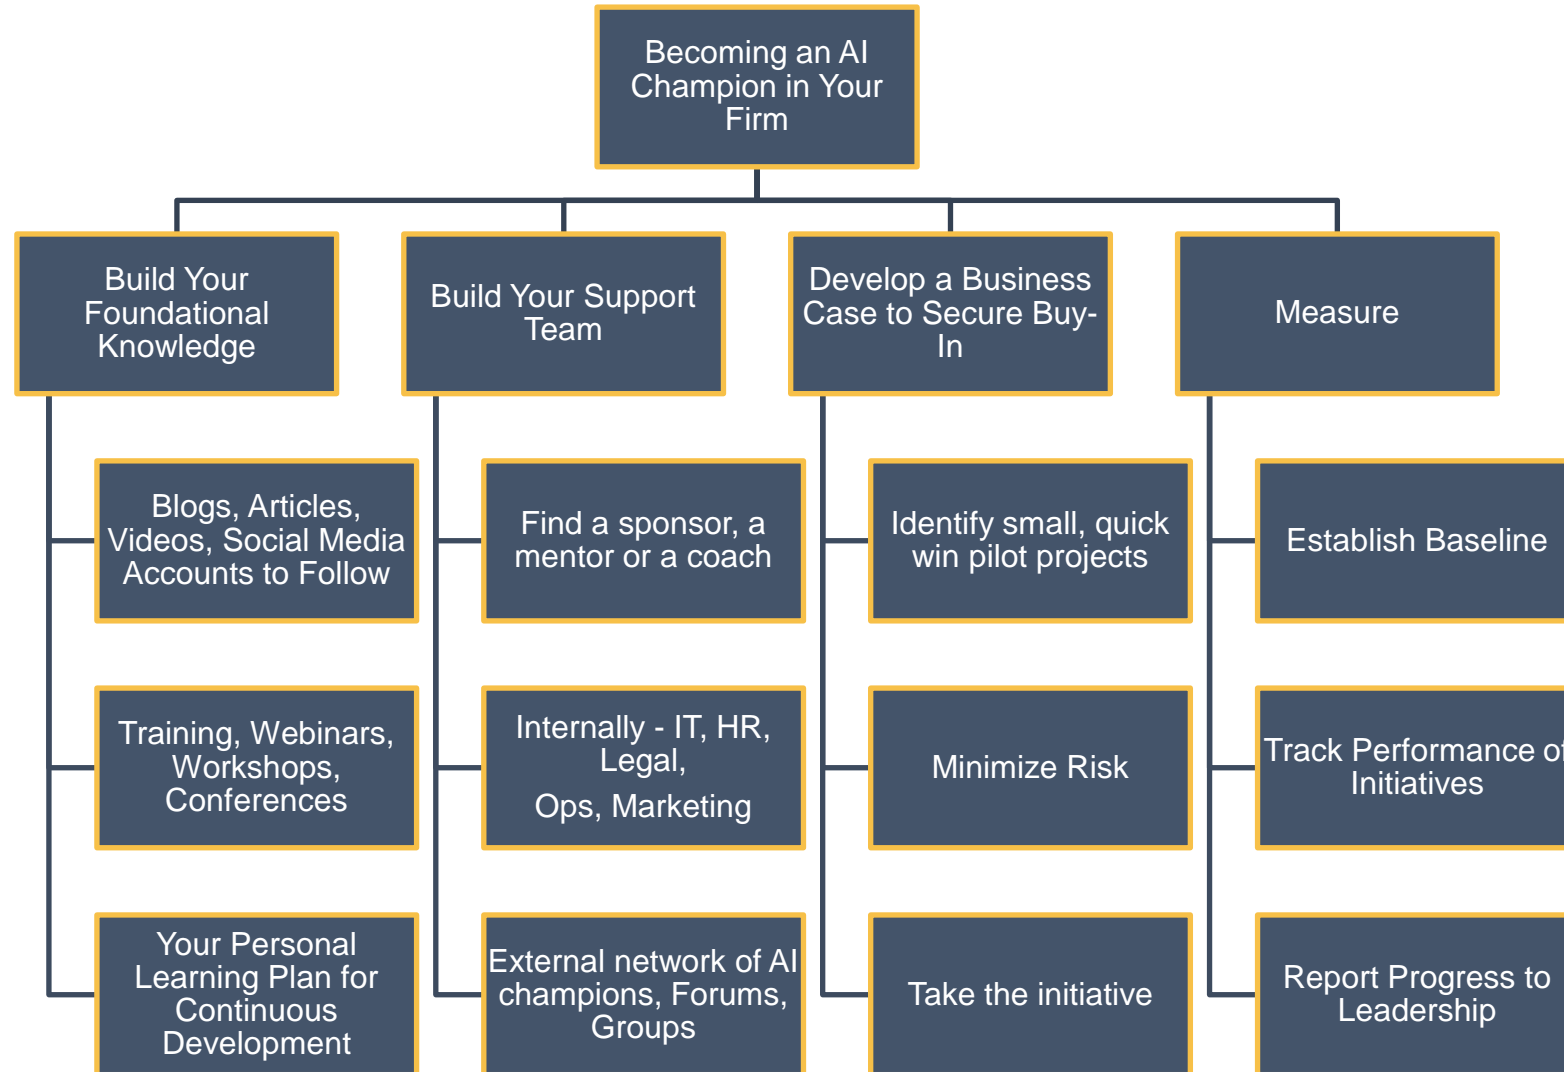 Becoming an AI
Champion in Your
Firm
Build Your
Foundational
Knowledge
Blogs, Articles,
Videos, Social Media
Accounts to Follow
Training, Webinars,
Workshops,
Conferences
Your Personal
Learning Plan for
Continuous
Development
Build Your Support
Team
Find a sponsor, a
mentor or a coach
Internally - IT, HR,
Legal,
Ops, Marketing
External network of AI
champions, Forums,
Groups
Develop a Business
Case to Secure Buy-
In
Identify small, quick
win pilot projects
Minimize Risk
Take the initiative
Measure
Establish Baseline
Track Performance of
Initiatives
Report Progress to
Leadership